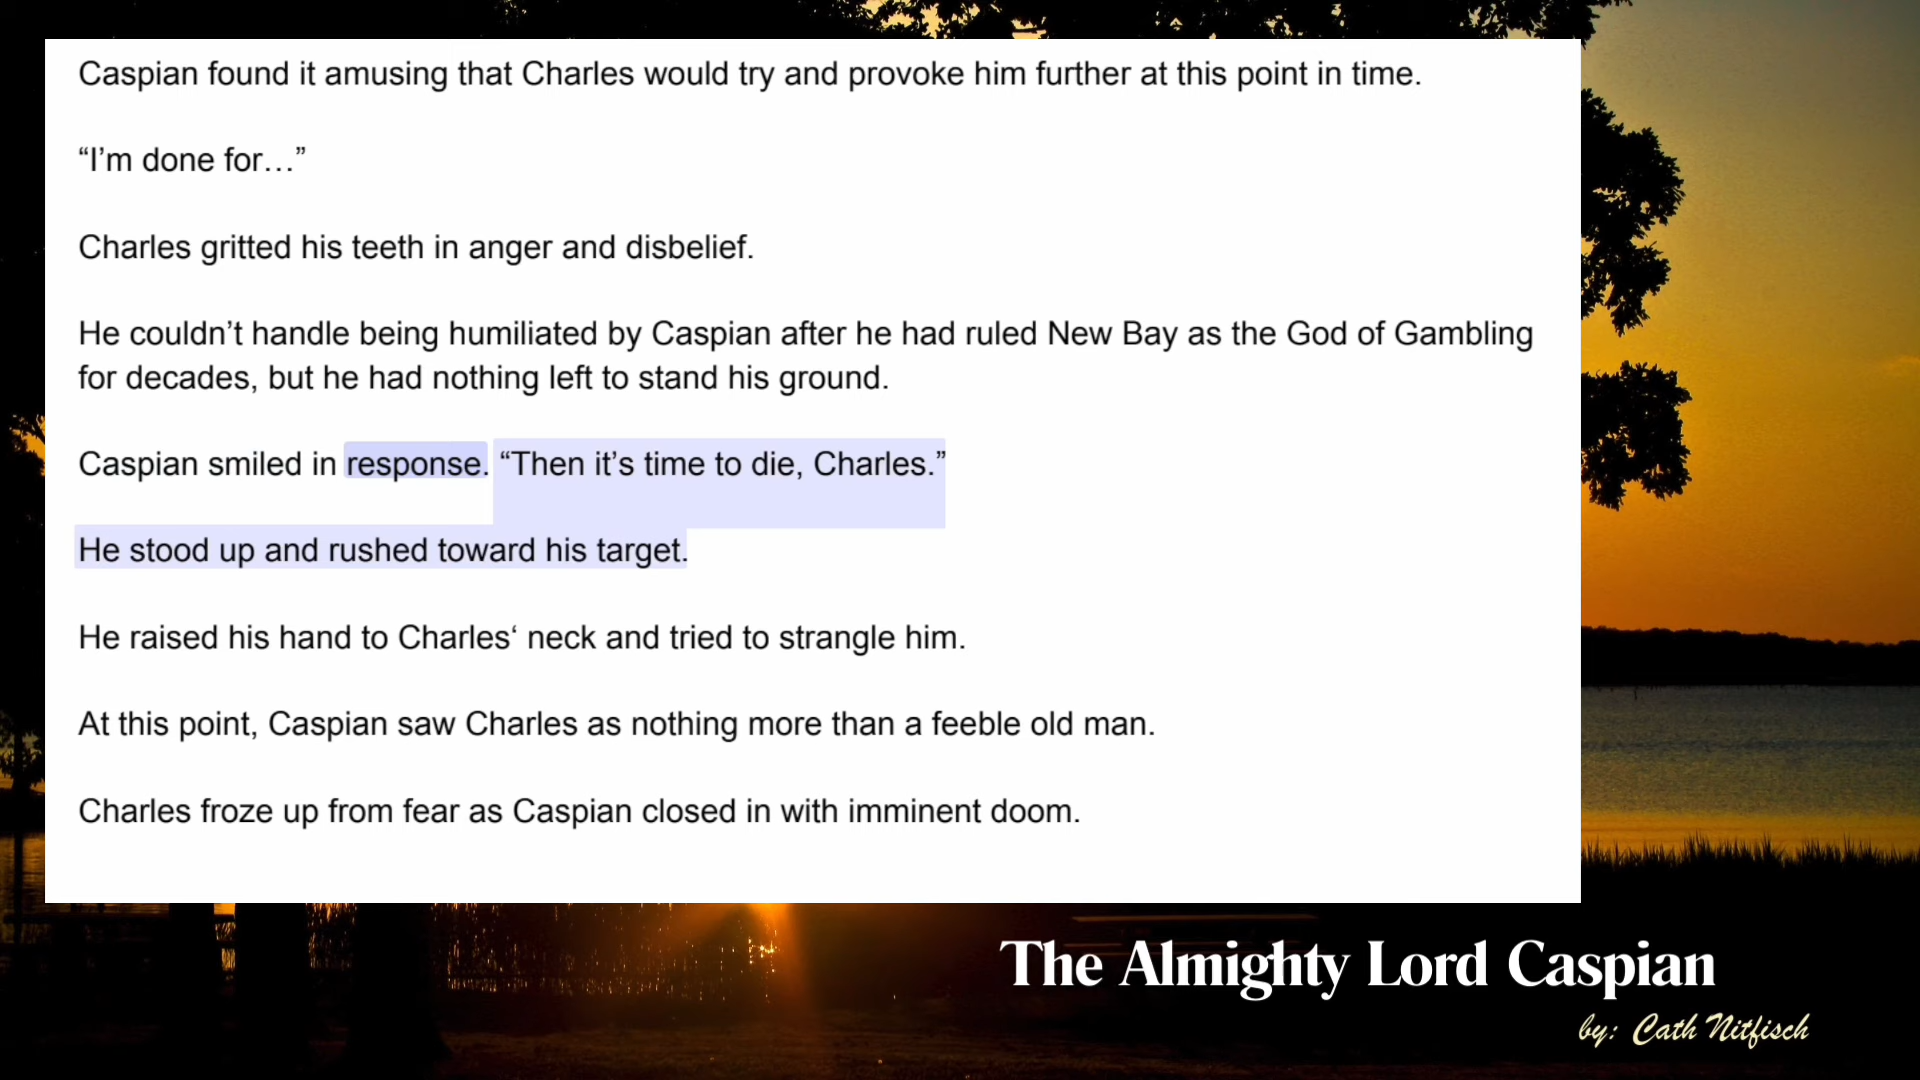 Caspian found it amusing that Charles would try and provoke him further at this point in time.
“I’m done for…”
Charles gritted his teeth in anger and disbelief.
He couldn’t handle being humiliated by Caspian after he had ruled New Bay as the God of Gambling
for decades, but he had nothing left to stand his ground.
Caspian smiled in response. “Then it’s time to die, Charles.”
He stood up and rushed toward his target.
He raised his hand to Charles‘ neck and tried to strangle him.
At this point, Caspian saw Charles as nothing more than a feeble old man.
Charles froze up from fear as Caspian closed in with imminent doom.
The Almighty Lord Caspian
by: Cath Nitfisch